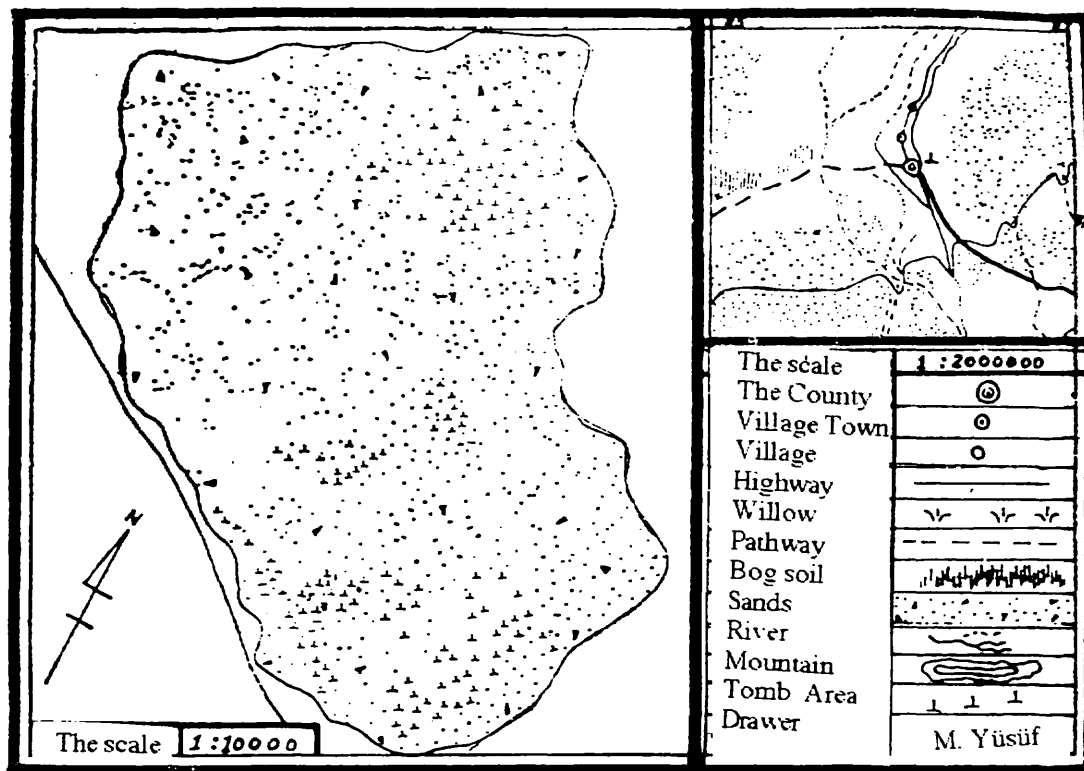 N
The scale 1:10000
The scale 1:2000000
The County
Village Town
Village
Highway
Willow
Pathway
Bog soil
Sands
River
Mountain
Tomb Area
Drawer M. Yüsüf